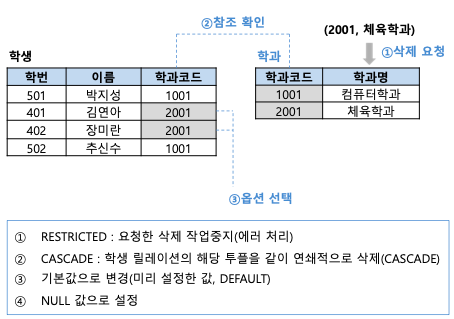 ②참조 확인
(2001, 체육학과)
①삭제 요청
학생
학과
학번 이름 학과코드
501 박지성 1001
401 김연아 2001
402 장미란 2001
502 추신수 1001
학과코드 학과명
1001 컴퓨터학과
2001 체육학과
③옵션 선택
① RESTRICTED : 요청한 삭제 작업중지(에러 처리)
② CASCADE : 학생 릴레이션의 해당 투플을 같이 연쇄적으로 삭제(CASCADE)
③ 기본값으로 변경(미리 설정한 값, DEFAULT)
④ NULL 값으로 설정